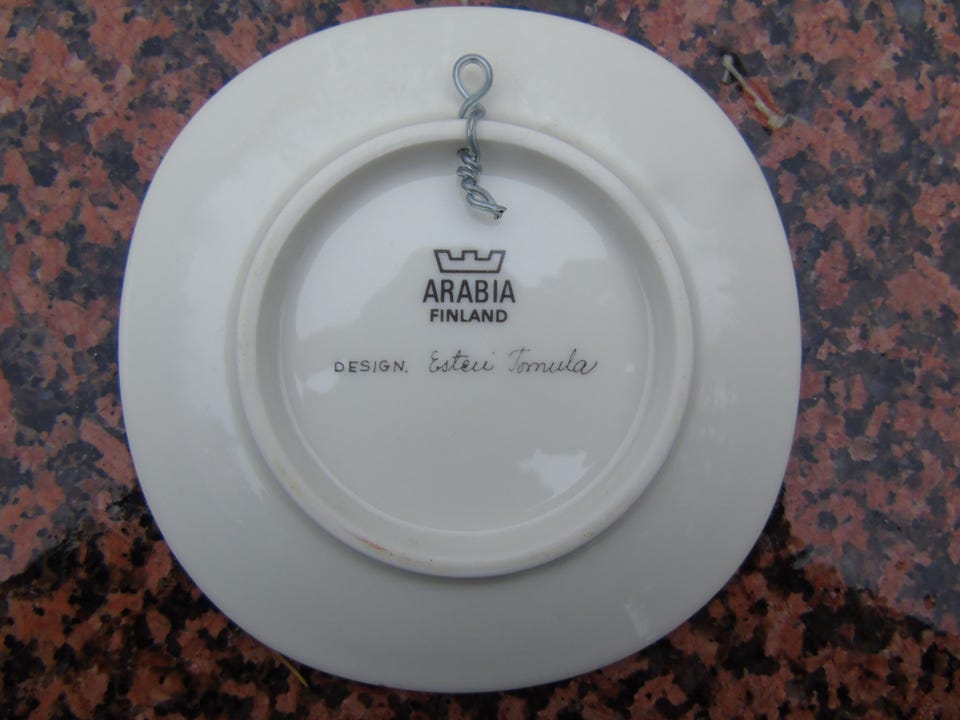 ARABIA
FINLAND
DESIGN. Esteri Tomula